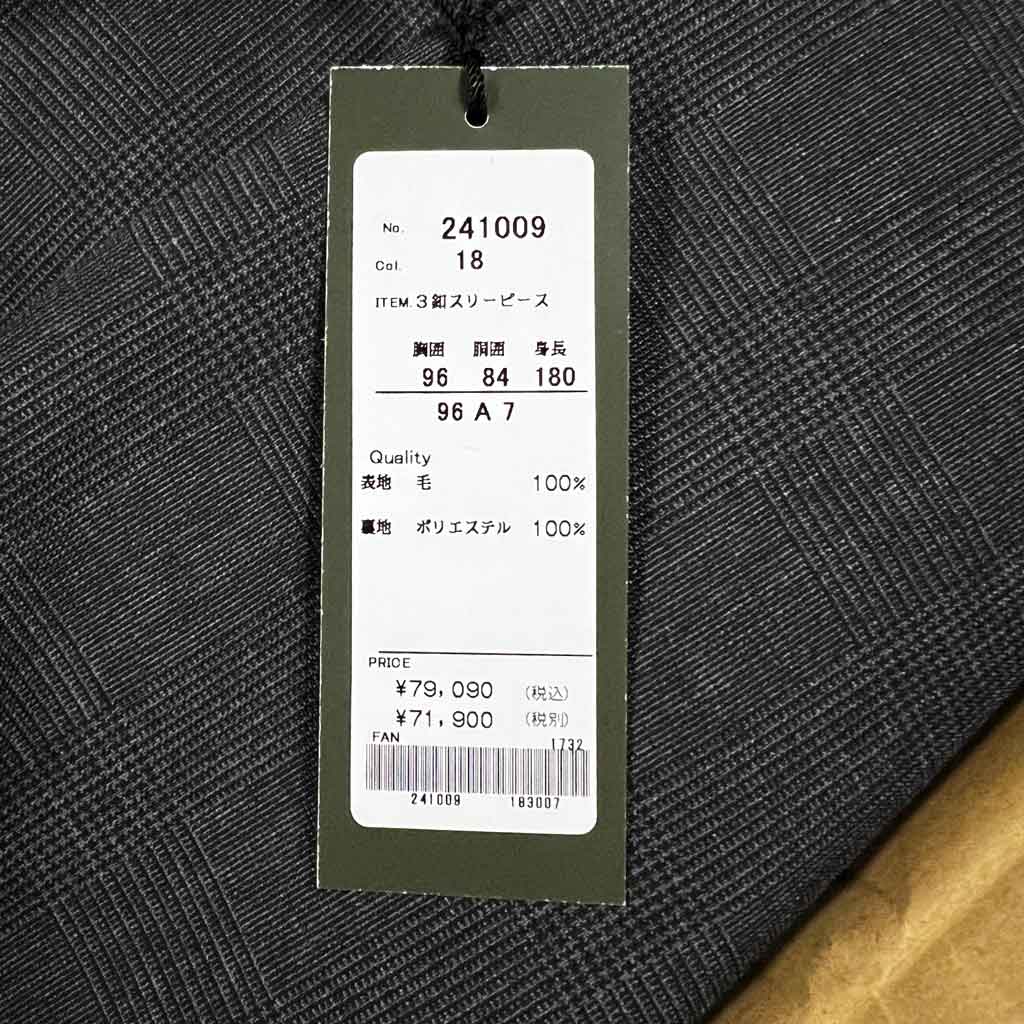 No. 241009
Col. 18
ITEM. 3釦スリーピース
胸囲 胴囲 身長
96 84 180
96 A 7
Quality
表地 毛 100%
裏地 ポリエステル 100%
PRICE
¥79,090 (税込)
¥71,900 (税別)
FAN 1732
241009 183007